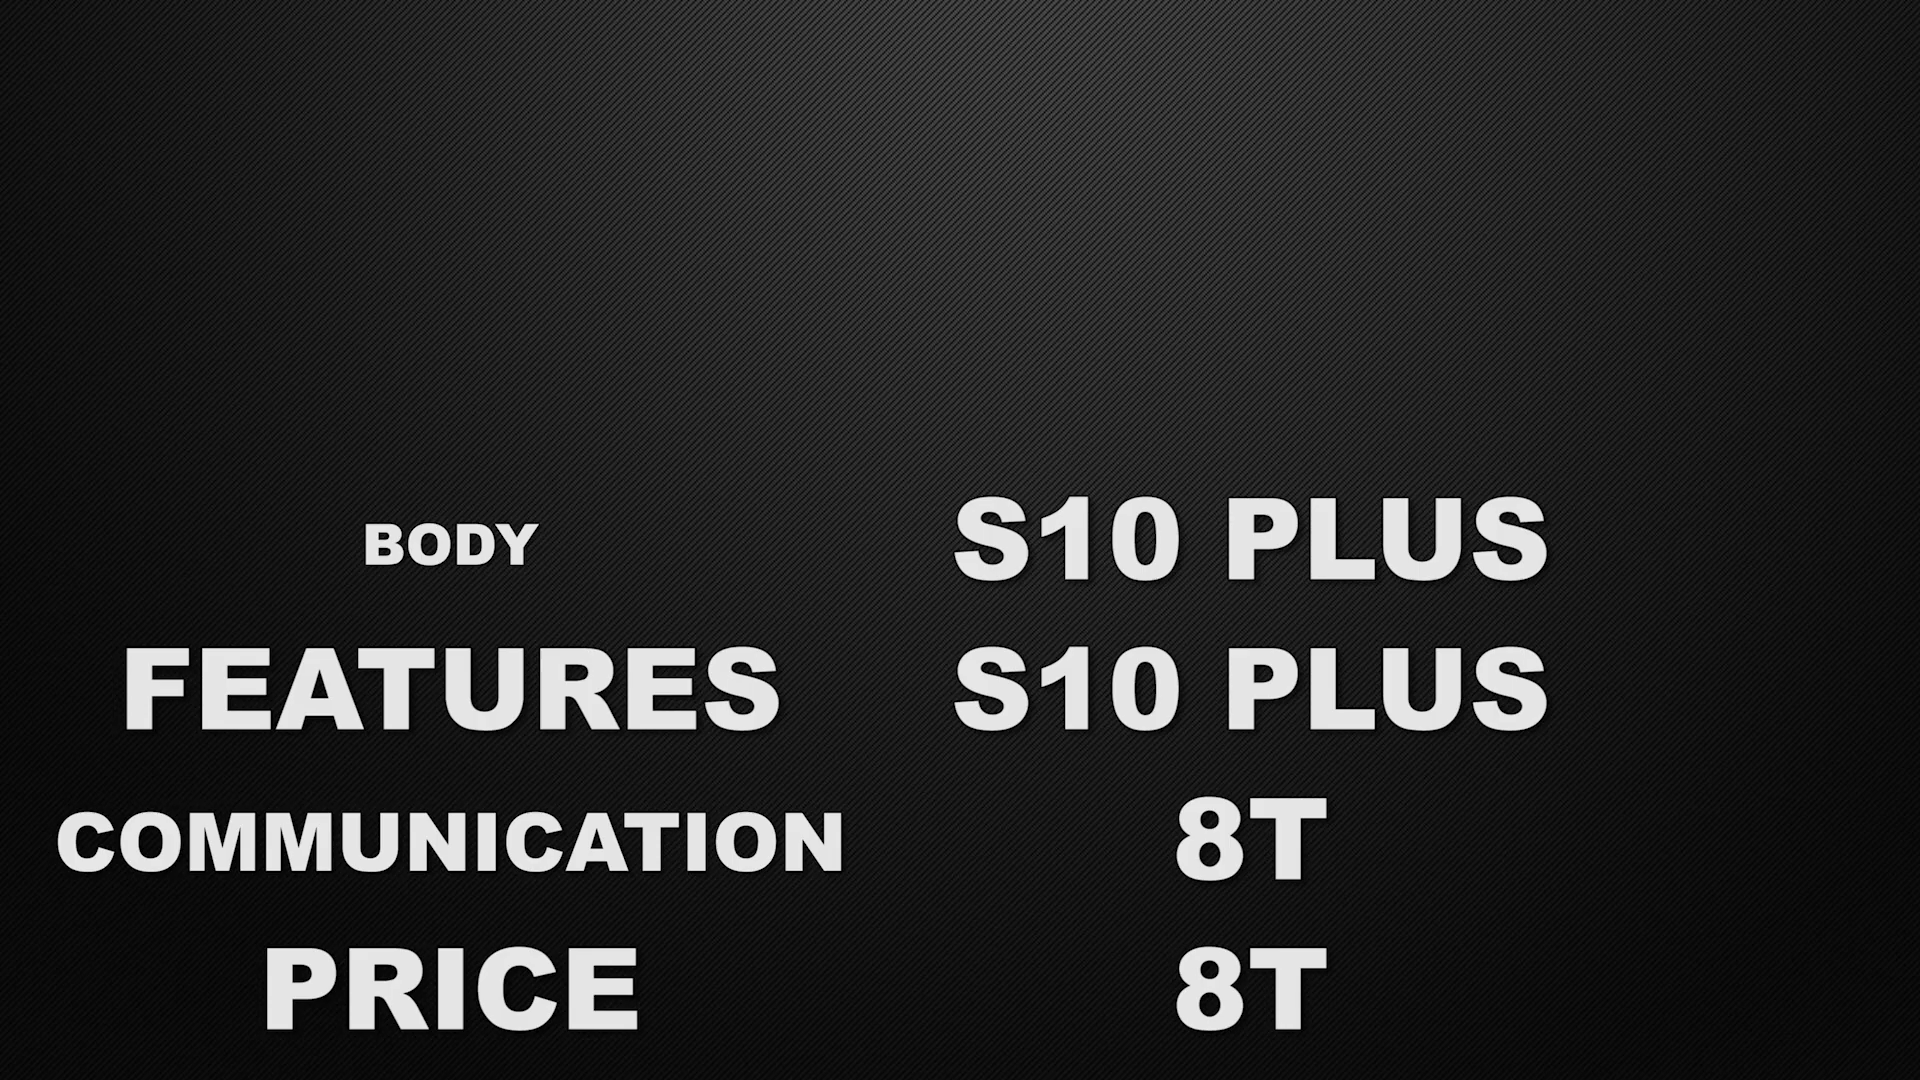 BODY S10 PLUS
FEATURES S10 PLUS
COMMUNICATION 8T
PRICE 8T